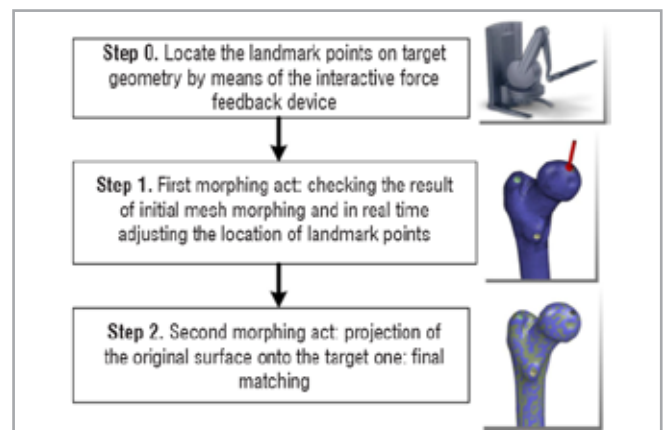 Step 0. Locate the landmark points on target
geometry by means of the interactive force
feedback device
Step 1. First morphing act: checking the result
of initial mesh morphing and in real time
adjusting the location of landmark points
Step 2. Second morphing act: projection of
the original surface onto the target one: final
matching